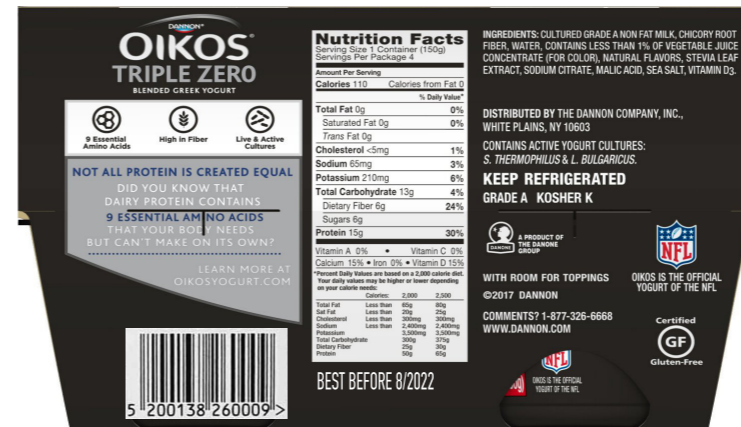 DANNON®
OIKOS®
TRIPLE ZERO
BLENDED GREEK YOGURT
9 Essential
Amino Acids
High in Fiber
Live & Active
Cultures
NOT ALL PROTEIN IS CREATED EQUAL
DID YOU KNOW THAT
DAIRY PROTEIN CONTAINS
9 ESSENTIAL AMINO ACIDS
THAT YOUR BODY NEEDS
BUT CAN'T MAKE ON ITS OWN?
LEARN MORE AT
OIKOSYOGURT.COM
5 200138 260009 >
Nutrition Facts
Serving Size 1 Container (150g)
Servings Per Package 4
Amount Per Serving
Calories 110 Calories from Fat 0
% Daily Value*
Total Fat 0g 0%
Saturated Fat 0g 0%
Trans Fat 0g
Cholesterol <5mg 1%
Sodium 65mg 3%
Potassium 210mg 6%
Total Carbohydrate 13g 4%
Dietary Fiber 6g 24%
Sugars 6g
Protein 15g 30%
Vitamin A 0% • Vitamin C 0%
Calcium 15% • Iron 0% • Vitamin D 15%
*Percent Daily Values are based on a 2,000 calorie diet.
Your daily values may be higher or lower depending
on your calorie needs:
Calories: 2,000 2,500
Total Fat Less than 65g 80g
Sat Fat Less than 20g 25g
Cholesterol Less than 300mg 300mg
Sodium Less than 2,400mg 2,400mg
Potassium 3,500mg 3,500mg
Total Carbohydrate 300g 375g
Dietary Fiber 25g 30g
Protein 50g 65g
BEST BEFORE 8/2022
INGREDIENTS: CULTURED GRADE A NON FAT MILK, CHICORY ROOT
FIBER, WATER, CONTAINS LESS THAN 1% OF VEGETABLE JUICE
CONCENTRATE (FOR COLOR), NATURAL FLAVORS, STEVIA LEAF
EXTRACT, SODIUM CITRATE, MALIC ACID, SEA SALT, VITAMIN D3.
DISTRIBUTED BY THE DANNON COMPANY, INC.,
WHITE PLAINS, NY 10603
CONTAINS ACTIVE YOGURT CULTURES:
S. THERMOPHILUS & L. BULGARICUS.
KEEP REFRIGERATED
GRADE A KOSHER K
DANONE
A PRODUCT OF
THE DANONE
GROUP
NFL
WITH ROOM FOR TOPPINGS
©2017 DANNON
OIKOS IS THE OFFICIAL
YOGURT OF THE NFL
COMMENTS? 1-877-326-6668
WWW.DANNON.COM
Certified
GF
Gluten-Free
NFL
0g)
OIKOS IS THE OFFICIAL
YOGURT OF THE NFL